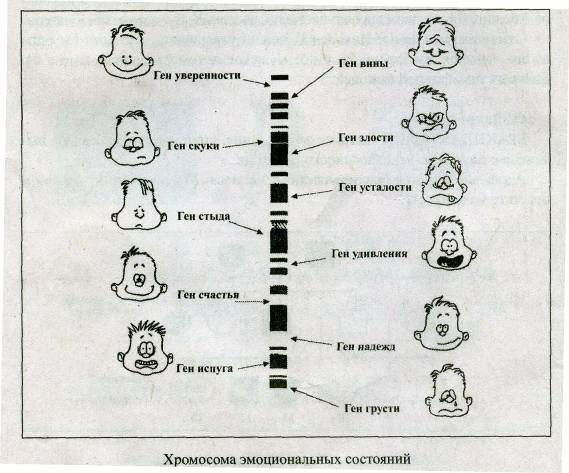 Ген уверенности
Ген вины
Ген скуки
Ген злости
Ген усталости
Ген стыда
Ген удивления
Ген счастья
Ген надежд
Ген испуга
Ген грусти
Хромосома эмоциональных состояний